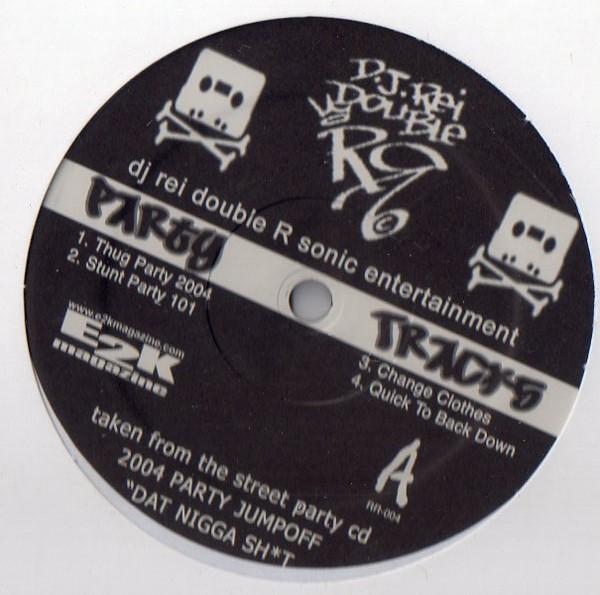 D.J. Rei
Double
R
©
dj rei double R sonic entertainment
PARTY
1. Thug Party 2004
2. Stunt Party 101
TRACKS
3. Change Clothes
4. Quick To Back Down
www.e2kmagazine.com
E2K
magazine
A
RR-004
taken from the street party cd
2004 PARTY JUMPOFF
"DAT NIGGA SH*T